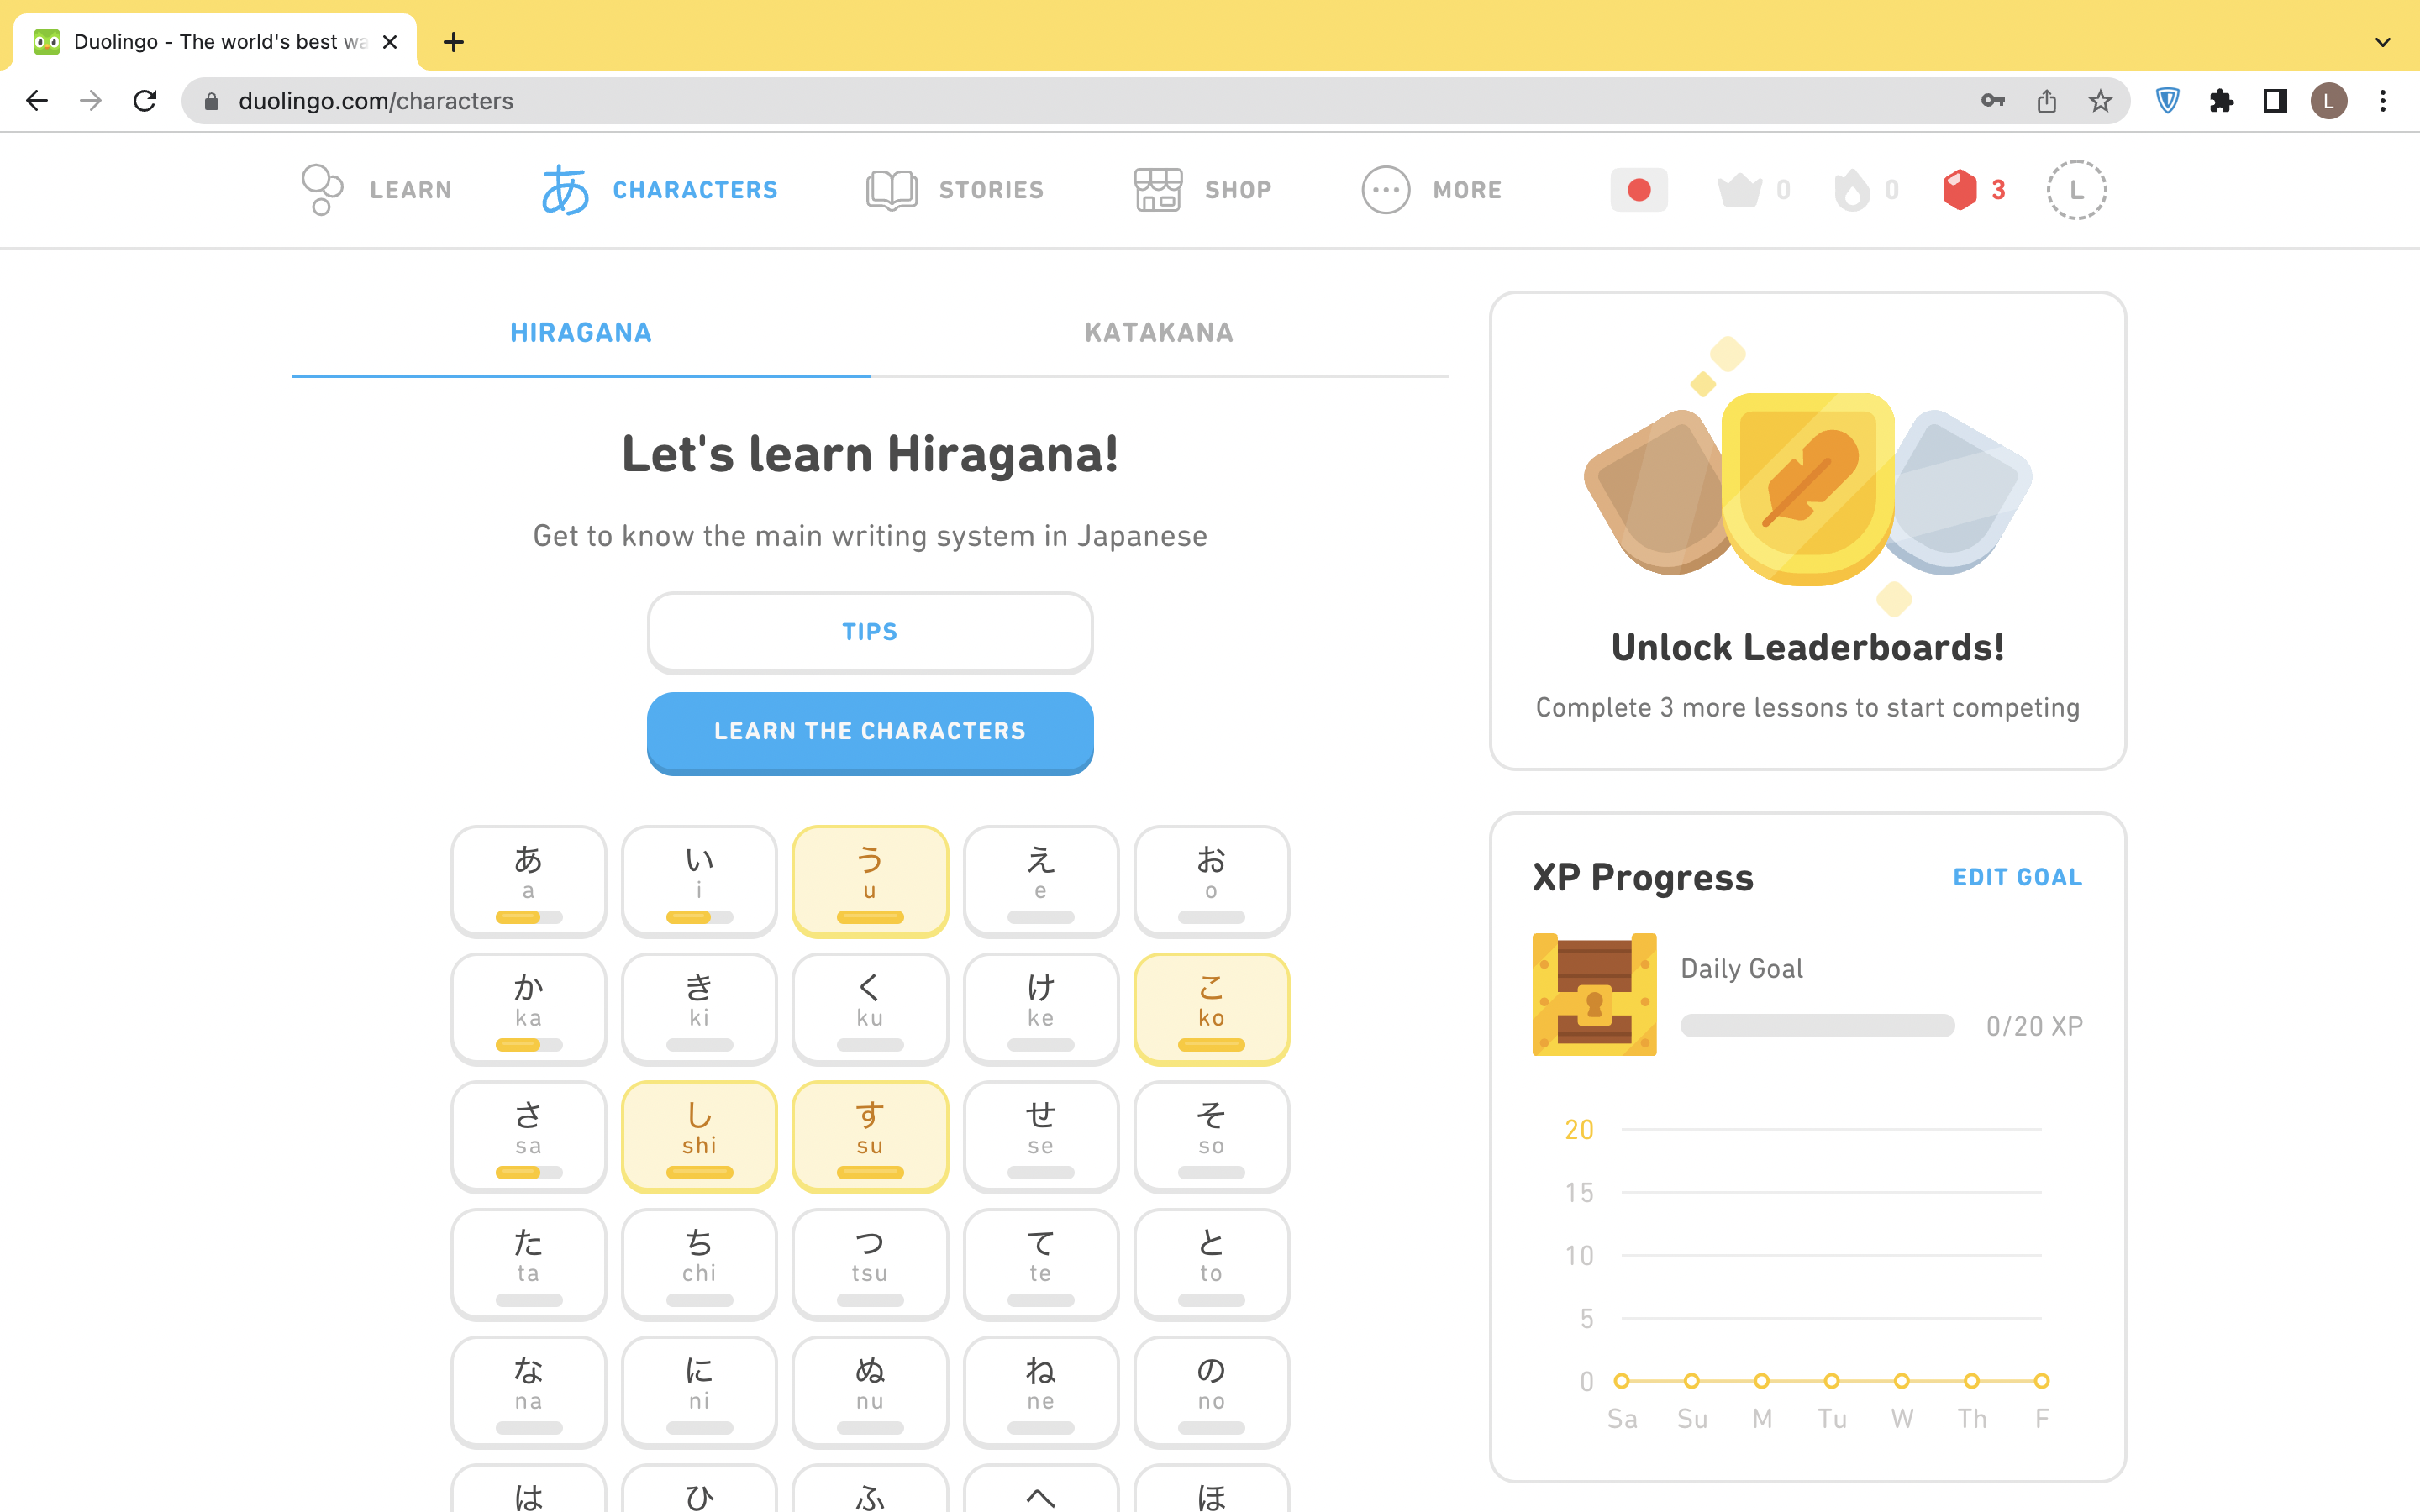 Duolingo - The world's best wa
duolingo.com/characters
L
LEARN
あ CHARACTERS
STORIES
SHOP
MORE
0
0
3
L
HIRAGANA
KATAKANA
Let's learn Hiragana!
Get to know the main writing system in Japanese
TIPS
LEARN THE CHARACTERS
あ い う え お
a i u e o
か き く け こ
ka ki ku ke ko
さ し す せ そ
sa shi su se so
た ち つ て と
ta chi tsu te to
な に ぬ ね の
na ni nu ne no
は ひ ふ へ ほ
Unlock Leaderboards!
Complete 3 more lessons to start competing
XP Progress
EDIT GOAL
Daily Goal
0/20 XP
20
15
10
5
0
Sa Su M Tu W Th F